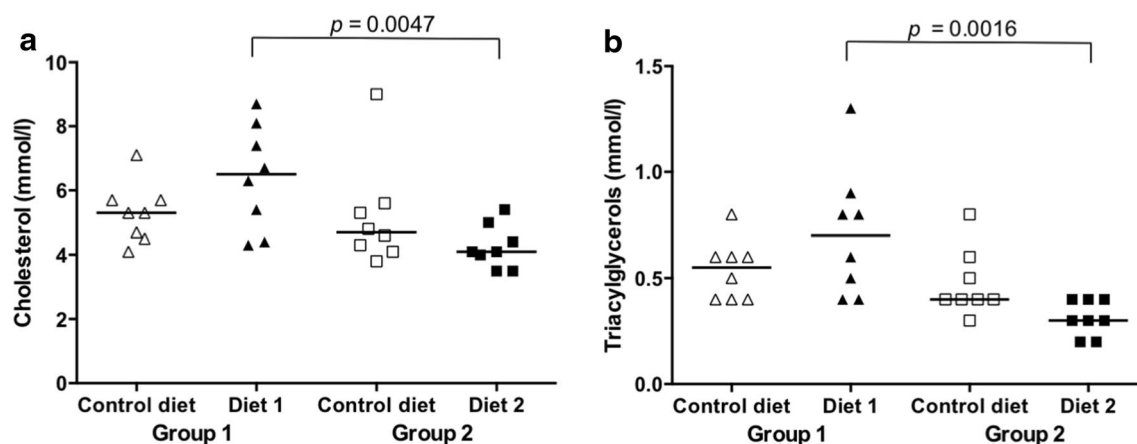 a
p = 0.0047
Cholesterol (mmol/l)
10
8
6
4
2
0
Control diet Diet 1 Control diet Diet 2
Group 1 Group 2
b
p = 0.0016
Triacylglycerols (mmol/l)
1.5
1.0
0.5
0.0
Control diet Diet 1 Control diet Diet 2
Group 1 Group 2